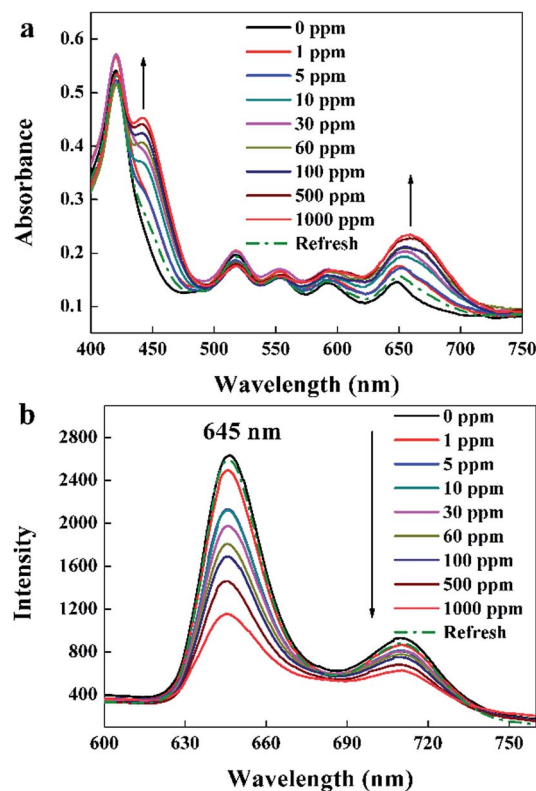 a
Absorbance
0.6
0.5
0.4
0.3
0.2
0.1
0 ppm
1 ppm
5 ppm
10 ppm
30 ppm
60 ppm
100 ppm
500 ppm
1000 ppm
Refresh
400 450 500 550 600 650 700 750
Wavelength (nm)
b
645 nm
Intensity
2800
2400
2000
1600
1200
800
400
0 ppm
1 ppm
5 ppm
10 ppm
30 ppm
60 ppm
100 ppm
500 ppm
1000 ppm
Refresh
600 630 660 690 720 750
Wavelength (nm)